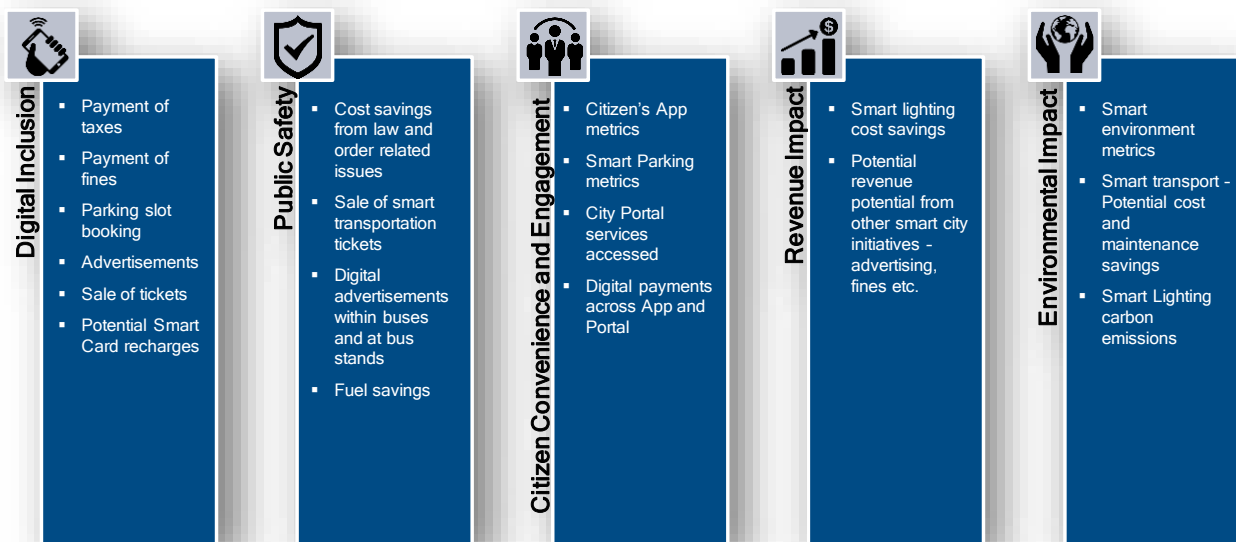 Digital Inclusion
▪ Payment of
taxes
▪ Payment of
fines
▪ Parking slot
booking
▪ Advertisements
▪ Sale of tickets
▪ Potential Smart
Card recharges
Public Safety
▪ Cost savings
from law and
order related
issues
▪ Sale of smart
transportation
tickets
▪ Digital
advertisements
within buses
and at bus
stands
▪ Fuel savings
Citizen Convenience and Engagement
▪ Citizen's App
metrics
▪ Smart Parking
metrics
▪ City Portal
services
accessed
▪ Digital payments
across App and
Portal
$
Revenue Impact
▪ Smart lighting
cost savings
▪ Potential
revenue
potential from
other smart city
initiatives -
advertising,
fines etc.
Environmental Impact
▪ Smart
environment
metrics
▪ Smart transport -
Potential cost
and
maintenance
savings
▪ Smart Lighting
carbon
emissions